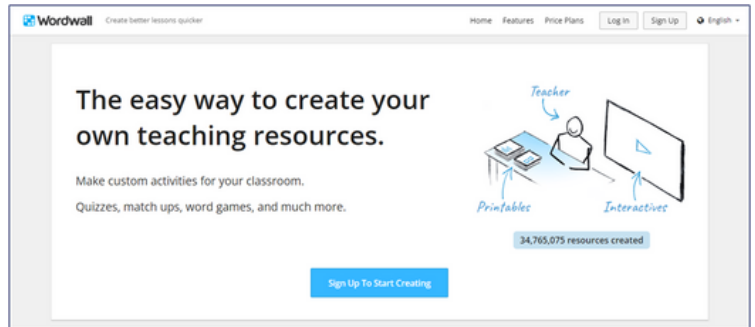 Wordwall Create better lessons quicker Home Features Price Plans Log In Sign Up English
The easy way to create your
own teaching resources.
Make custom activities for your classroom.
Quizzes, match ups, word games, and much more.
Teacher
Printables
Interactives
34,765,075 resources created
Sign Up To Start Creating